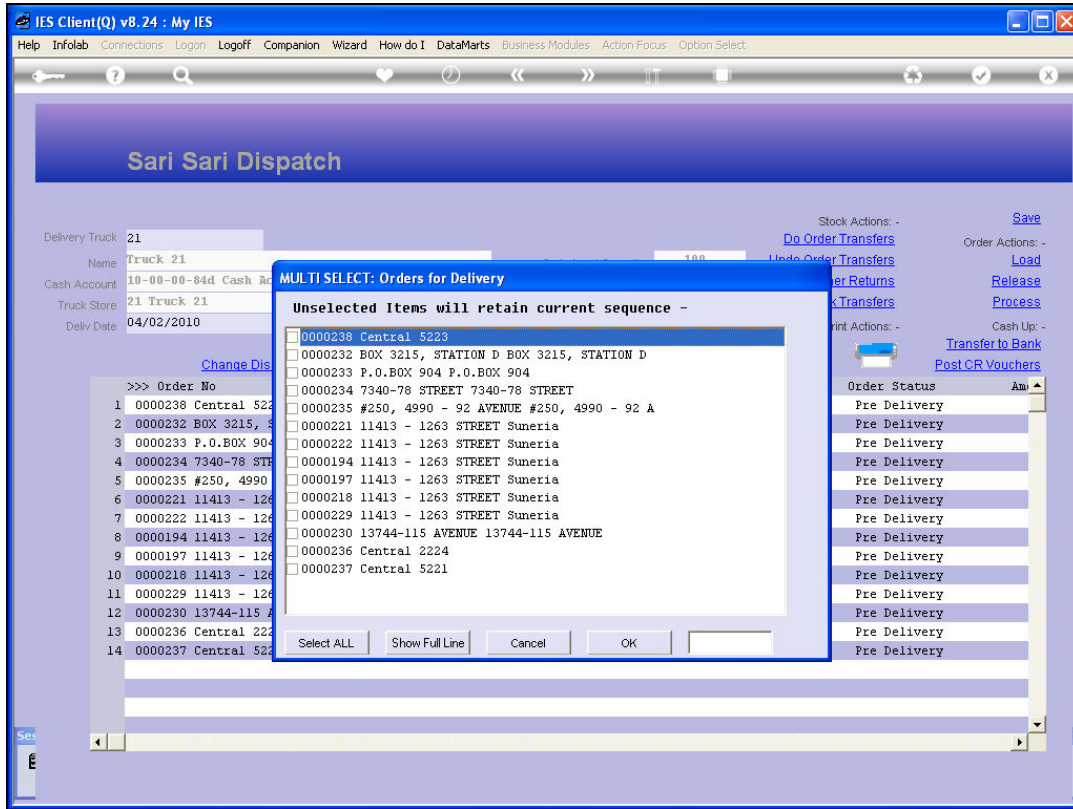 IES Client(Q) v8.24 : My IES
Help Infolab Connections Logon Logoff Companion Wizard How do I DataMarts Business Modules Action Focus Option Select
Sari Sari Dispatch
Stock Actions: -
Save
Delivery Truck 21
Do Order Transfers
Order Actions: -
Name Truck 21
100
Undo Order Transfers
Load
Cash Account 10-00-00-84d Cash Ac
er Returns
Release
Truck Store 21 Truck 21
Transfers
Process
Deliv Date 04/02/2010
rint Actions: -
Cash Up: -
Transfer to Bank
Change Dis
Post CR Vouchers
>>> Order No
Order Status
Am
1 0000238 Central 522
Pre Delivery
2 0000232 BOX 3215, S
Pre Delivery
3 0000233 P.O.BOX 904
Pre Delivery
4 0000234 7340-78 STR
Pre Delivery
5 0000235 #250, 4990
Pre Delivery
6 0000221 11413 - 126
Pre Delivery
7 0000222 11413 - 126
Pre Delivery
8 0000194 11413 - 126
Pre Delivery
9 0000197 11413 - 126
Pre Delivery
10 0000218 11413 - 126
Pre Delivery
11 0000229 11413 - 126
Pre Delivery
12 0000230 13744-115 A
Pre Delivery
13 0000236 Central 222
Pre Delivery
14 0000237 Central 522
Pre Delivery
MULTI SELECT: Orders for Delivery
Unselected Items will retain current sequence -
0000238 Central 5223
0000232 BOX 3215, STATION D BOX 3215, STATION D
0000233 P.O.BOX 904 P.O.BOX 904
0000234 7340-78 STREET 7340-78 STREET
0000235 #250, 4990 - 92 AVENUE #250, 4990 - 92 A
0000221 11413 - 1263 STREET Suneria
0000222 11413 - 1263 STREET Suneria
0000194 11413 - 1263 STREET Suneria
0000197 11413 - 1263 STREET Suneria
0000218 11413 - 1263 STREET Suneria
0000229 11413 - 1263 STREET Suneria
0000230 13744-115 AVENUE 13744-115 AVENUE
0000236 Central 2224
0000237 Central 5221
Select ALL Show Full Line Cancel OK
Ses